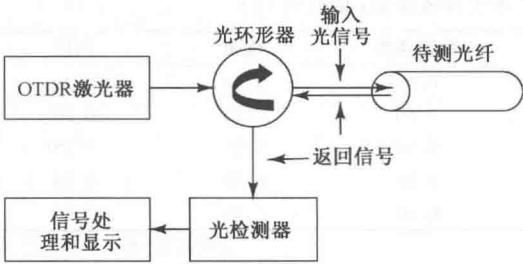 输入
光信号
光环形器
待测光纤
OTDR激光器
返回信号
信号处
理和显示
光检测器